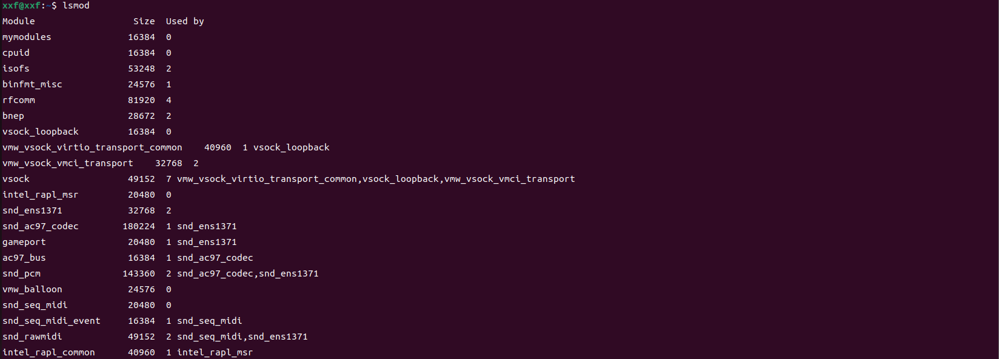 xxf@xxf:~$ lsmod
Module                  Size  Used by
mymodules              16384  0
cpuid                  16384  0
isofs                  53248  2
binfmt_misc            24576  1
rfcomm                 81920  4
bnep                   28672  2
vsock_loopback         16384  0
vmw_vsock_virtio_transport_common    40960  1 vsock_loopback
vmw_vsock_vmci_transport    32768  2
vsock                  49152  7 vmw_vsock_virtio_transport_common,vsock_loopback,vmw_vsock_vmci_transport
intel_rapl_msr         20480  0
snd_ens1371            32768  2
snd_ac97_codec        180224  1 snd_ens1371
gameport               20480  1 snd_ens1371
ac97_bus               16384  1 snd_ac97_codec
snd_pcm               143360  2 snd_ac97_codec,snd_ens1371
vmw_balloon            24576  0
snd_seq_midi           20480  0
snd_seq_midi_event     16384  1 snd_seq_midi
snd_rawmidi            49152  2 snd_seq_midi,snd_ens1371
intel_rapl_common      40960  1 intel_rapl_msr